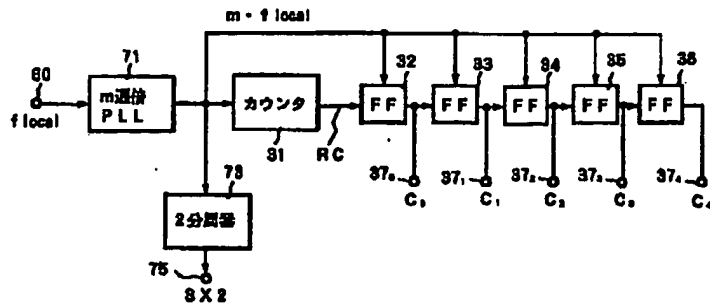 m・f local
60
f local
71
m逓倍
PLL
カウンタ
31
RC
32
FF
33
FF
34
FF
35
FF
36
FF
37₀
C₀
37₁
C₁
37₂
C₂
37₃
C₃
37₄
C₄
73
2分周器
75
S X 2